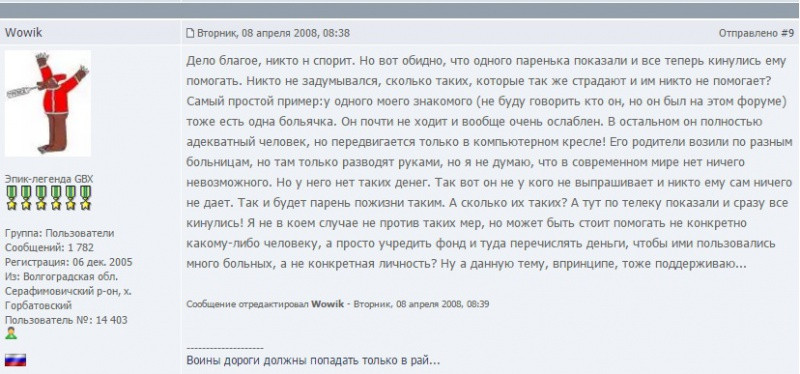 Wowik
Вторник, 08 апреля 2008, 08:38
Отправлено #9
Дело благое, никто н спорит. Но вот обидно, что одного паренька показали и все теперь кинулись ему
помогать. Никто не задумывался, сколько таких, которые так же страдают и им никто не помогает?
Самый простой пример:у одного моего знакомого (не буду говорить кто он, но он был на этом форуме)
тоже есть одна больячка. Он почти не ходит и вообще очень ослаблен. В остальном он полностью
адекватный человек, но передвигается только в компьютерном кресле! Его родители возили по разным
больницам, но там только разводят руками, но я не думаю, что в современном мире нет ничего
невозможного. Но у него нет таких денег. Так вот он не у кого не выпрашивает и никто ему сам ничего
не дает. Так и будет парень пожизни таким. А сколько их таких? А тут по телеку показали и сразу все
кинулись! Я не в коем случае не против таких мер, но может быть стоит помогать не конкретно
какому-либо человеку, а просто учредить фонд и туда перечислять деньги, чтобы ими пользовались
много больных, а не конкретная личность? Ну а данную тему, впринципе, тоже поддерживаю...
Сообщение отредактировал Wowik - Вторник, 08 апреля 2008, 08:39
--------------------
Воины дороги должны попадать только в рай...
Эпик-легенда GBX
Группа: Пользователи
Сообщений: 1 782
Регистрация: 06 дек. 2005
Из: Волгоградская обл.
Серафимовичский р-он, х.
Горбатовский
Пользователь №: 14 403